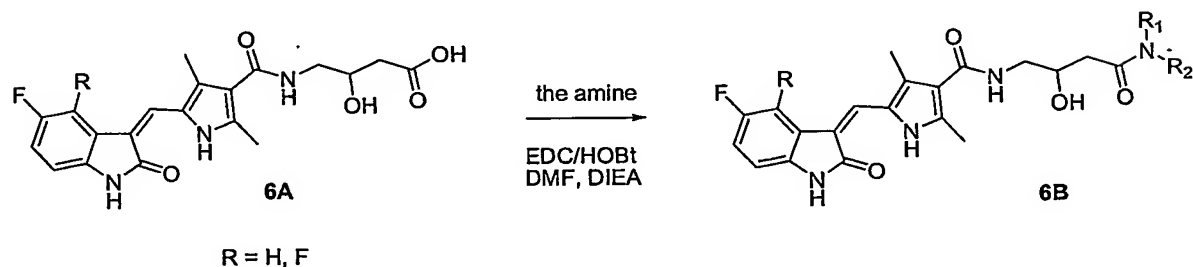 R
F
O
N
H
OH
OH
O
N
H
O
N
H
6A
R = H, F
the amine
EDC/HOBt
DMF, DIEA
R
F
O
N
H
OH
R1
N
R2
O
N
H
O
N
H
6B